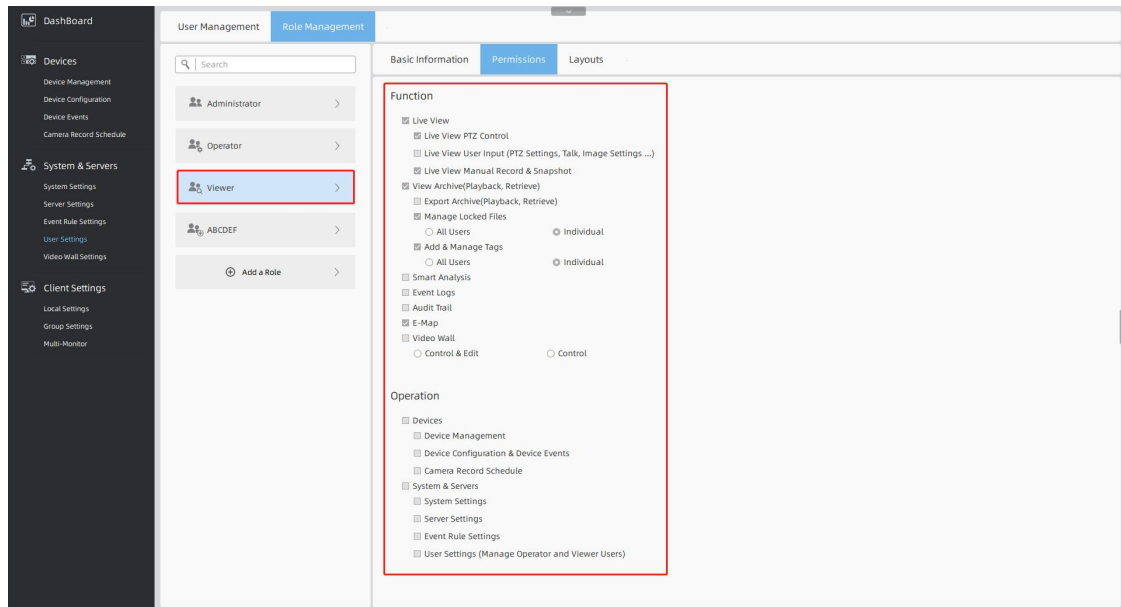 DashBoard
Devices
Device Management
Device Configuration
Device Events
Camera Record Schedule
System & Servers
System Settings
Server Settings
Event Rule Settings
User Settings
Video Wall Settings
Client Settings
Local Settings
Group Settings
Multi-Monitor
User Management Role Management
Search
Administrator
Operator
Viewer
ABCDEF
Add a Role
Basic Information Permissions Layouts
Function
Live View
Live View PTZ Control
Live View User Input (PTZ Settings, Talk, Image Settings ...)
Live View Manual Record & Snapshot
View Archive(Playback, Retrieve)
Export Archive(Playback, Retrieve)
Manage Locked Files
All Users Individual
Add & Manage Tags
All Users Individual
Smart Analysis
Event Logs
Audit Trail
E-Map
Video Wall
Control & Edit Control
Operation
Devices
Device Management
Device Configuration & Device Events
Camera Record Schedule
System & Servers
System Settings
Server Settings
Event Rule Settings
User Settings (Manage Operator and Viewer Users)